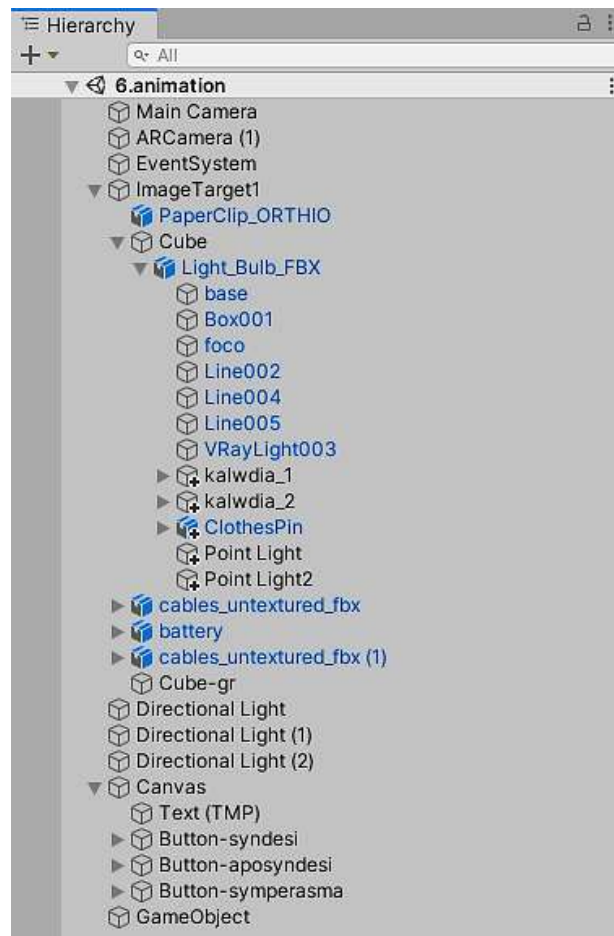 Hierarchy
All
6.animation
Main Camera
ARCamera (1)
EventSystem
ImageTarget1
PaperClip_ORTHIO
Cube
Light_Bulb_FBX
base
Box001
foco
Line002
Line004
Line005
VRayLight003
kalwdia_1
kalwdia_2
ClothesPin
Point Light
Point Light2
cables_untextured_fbx
battery
cables_untextured_fbx (1)
Cube-gr
Directional Light
Directional Light (1)
Directional Light (2)
Canvas
Text (TMP)
Button-syndesi
Button-aposyndesi
Button-symperasma
GameObject